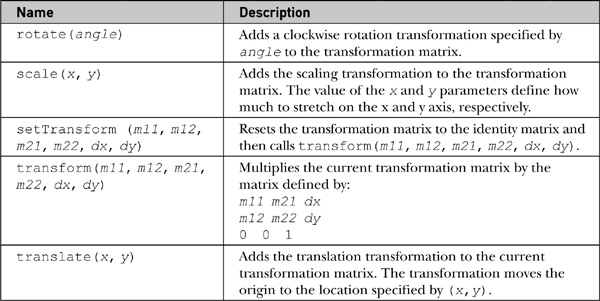 Name Description
rotate(angle) Adds a clockwise rotation transformation specified by
angle to the transformation matrix.
scale(x, y) Adds the scaling transformation to the transformation
matrix. The value of the x and y parameters define how
much to stretch on the x and y axis, respectively.
setTransform (m11, m12, Resets the transformation matrix to the identity matrix and
m21, m22, dx, dy) then calls transform(m11, m12, m21, m22, dx, dy).
transform(m11, m12, m21, Multiplies the current transformation matrix by the
m22, dx, dy) matrix defined by:
m11 m21 dx
m12 m22 dy
0 0 1
translate(x, y) Adds the translation transformation to the current
transformation matrix. The transformation moves the
origin to the location specified by (x,y).